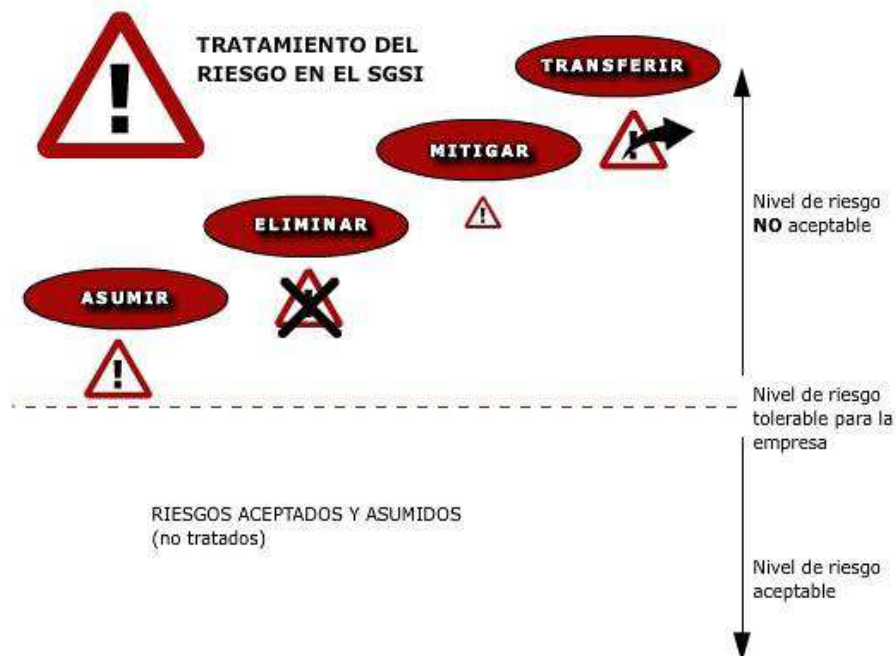 TRATAMIENTO DEL
RIESGO EN EL SGSI
TRANSFERIR
MITIGAR
ELIMINAR
ASUMIR
Nivel de riesgo
NO aceptable
Nivel de riesgo
tolerable para la
empresa
RIESGOS ACEPTADOS Y ASUMIDOS
(no tratados)
Nivel de riesgo
aceptable